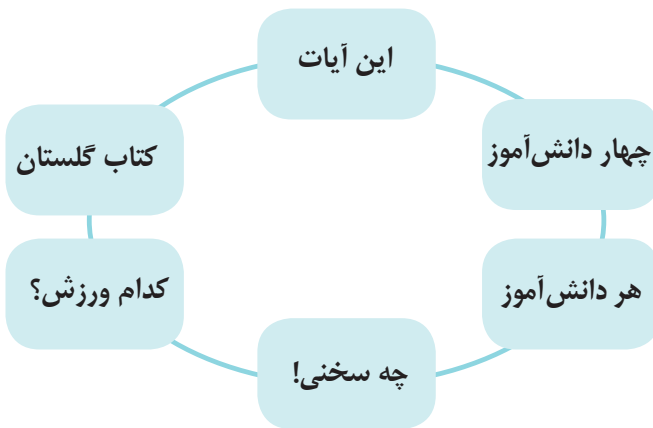 این آیات
چهار دانش‌آموز
کتاب گلستان
هر دانش‌آموز
کدام ورزش؟
چه سخنی!